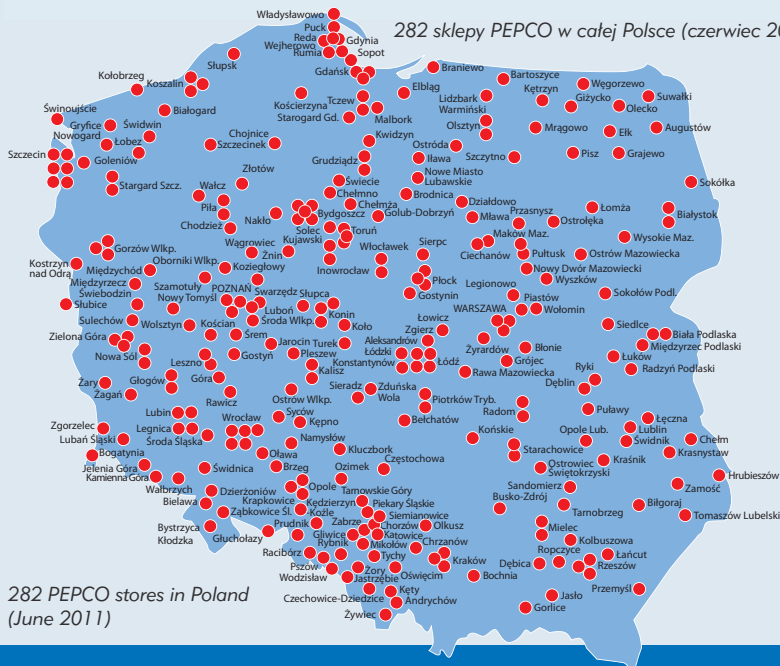 Władysławowo
282 sklepy PEPCO w całej Polsce (czerwiec 20
Puck
Reda
Wejherowo
Gdynia
Rumia
Sopot
Słupsk
Gdańsk
Braniewo
Kołobrzeg
Koszalin
Elbląg
Bartoszyce
Węgorzewo
Kętrzyn
Giżycko
Suwałki
Olecko
Lidzbark
Warmiński
Kościerzyna
Tczew
Starogard Gd.
Malbork
Świnoujście
Białogard
Gryfice
Świdwin
Nowogard
Łobez
Olsztyn
Mrągowo
Ełk
Augustów
Chojnice
Szczecinek
Kwidzyn
Ostróda
Szczecin
Goleniów
Grudziądz
Iława
Szczytno
Pisz
Grajewo
Nowe Miasto
Lubawskie
Stargard Szcz.
Złotów
Wałcz
Świecie
Chełmno
Brodnica
Sokółka
Piła
Chełmża
Działdowo
Przasnysz
Łomża
Nakło
Bydgoszcz
Golub-Dobrzyń
Mława
Ostrołęka
Białystok
Chodzież
Solec
Kujawski
Toruń
Maków Maz.
Wysokie Maz.
Gorzów Wlkp.
Wągrowiec
Żnin
Włocławek
Sierpc
Ciechanów
Pułtusk
Ostrów Mazowiecki
Kostrzyn
nad Odrą
Oborniki Wlkp.
Międzychód
Koziegłowy
Inowrocław
Nowy Dwór Mazowiecki
Międzyrzecz
Płock
Wyszków
Szamotuły
POZNAŃ
Swarzędz
Słupca
Legionowo
Świebodzin
Nowy Tomyśl
Gostynin
Piastów
Sokołów Podl.
Słubice
Luboń
Środa Wlkp.
Konin
WARSZAWA
Wołomin
Sulechów
Wolsztyn
Kościan
Łowicz
Siedlce
Biała Podlaska
Zielona Góra
Śrem
Koło
Zgierz
Jarocin
Turek
Aleksandrów
Łódzki
Żyrardów
Błonie
Międzyrzec Podlaski
Nowa Sól
Leszno
Gostyń
Pleszew
Konstantynów
Łódź
Grójec
Łuków
Radzyń Podlaski
Góra
Kalisz
Rawa Mazowiecka
Ryki
Żary
Głogów
Sieradz
Zduńska
Wola
Dęblin
Żagań
Rawicz
Ostrów Wlkp.
Piotrków Tryb.
Lubin
Syców
Radom
Puławy
Łęczna
Zgorzelec
Legnica
Wrocław
Kępno
Bełchatów
Opole Lub.
Lublin
Lubań Śląski
Środa Śląska
Namysłów
Końskie
Świdnik
Chełm
Bogatynia
Oława
Kluczbork
Starachowice
Krasnystaw
Jelenia Góra
Świdnica
Brzeg
Częstochowa
Ostrowiec
Świętokrzyski
Kraśnik
Kamienna Góra
Ozimek
Hrubieszów
Wałbrzych
Dzierżoniów
Opole
Tarnowskie Góry
Sandomierz
Zamość
Bielawa
Krapkowice
Kędzierzyn
Koźle
Piekary Śląskie
Busko-Zdrój
Tarnobrzeg
Biłgoraj
Ząbkowice Śl.
Siemianowice
Tomaszów Lubelski
Bystrzyca
Kłodzka
Prudnik
Zabrze
Chorzów
Olkusz
Głuchołazy
Gliwice
Katowice
Mielec
Rybnik
Mikołów
Chrzanów
Kolbuszowa
Racibórz
Tychy
Ropczyce
Łańcut
Pszów
Kraków
Dębica
Rzeszów
Wodzisław
Żory
Jastrzębie
Oświęcim
Bochnia
282 PEPCO stores in Poland
(June 2011)
Czechowice-Dziedzice
Kęty
Andrychów
Jasło
Przemyśl
Żywiec
Gorlice